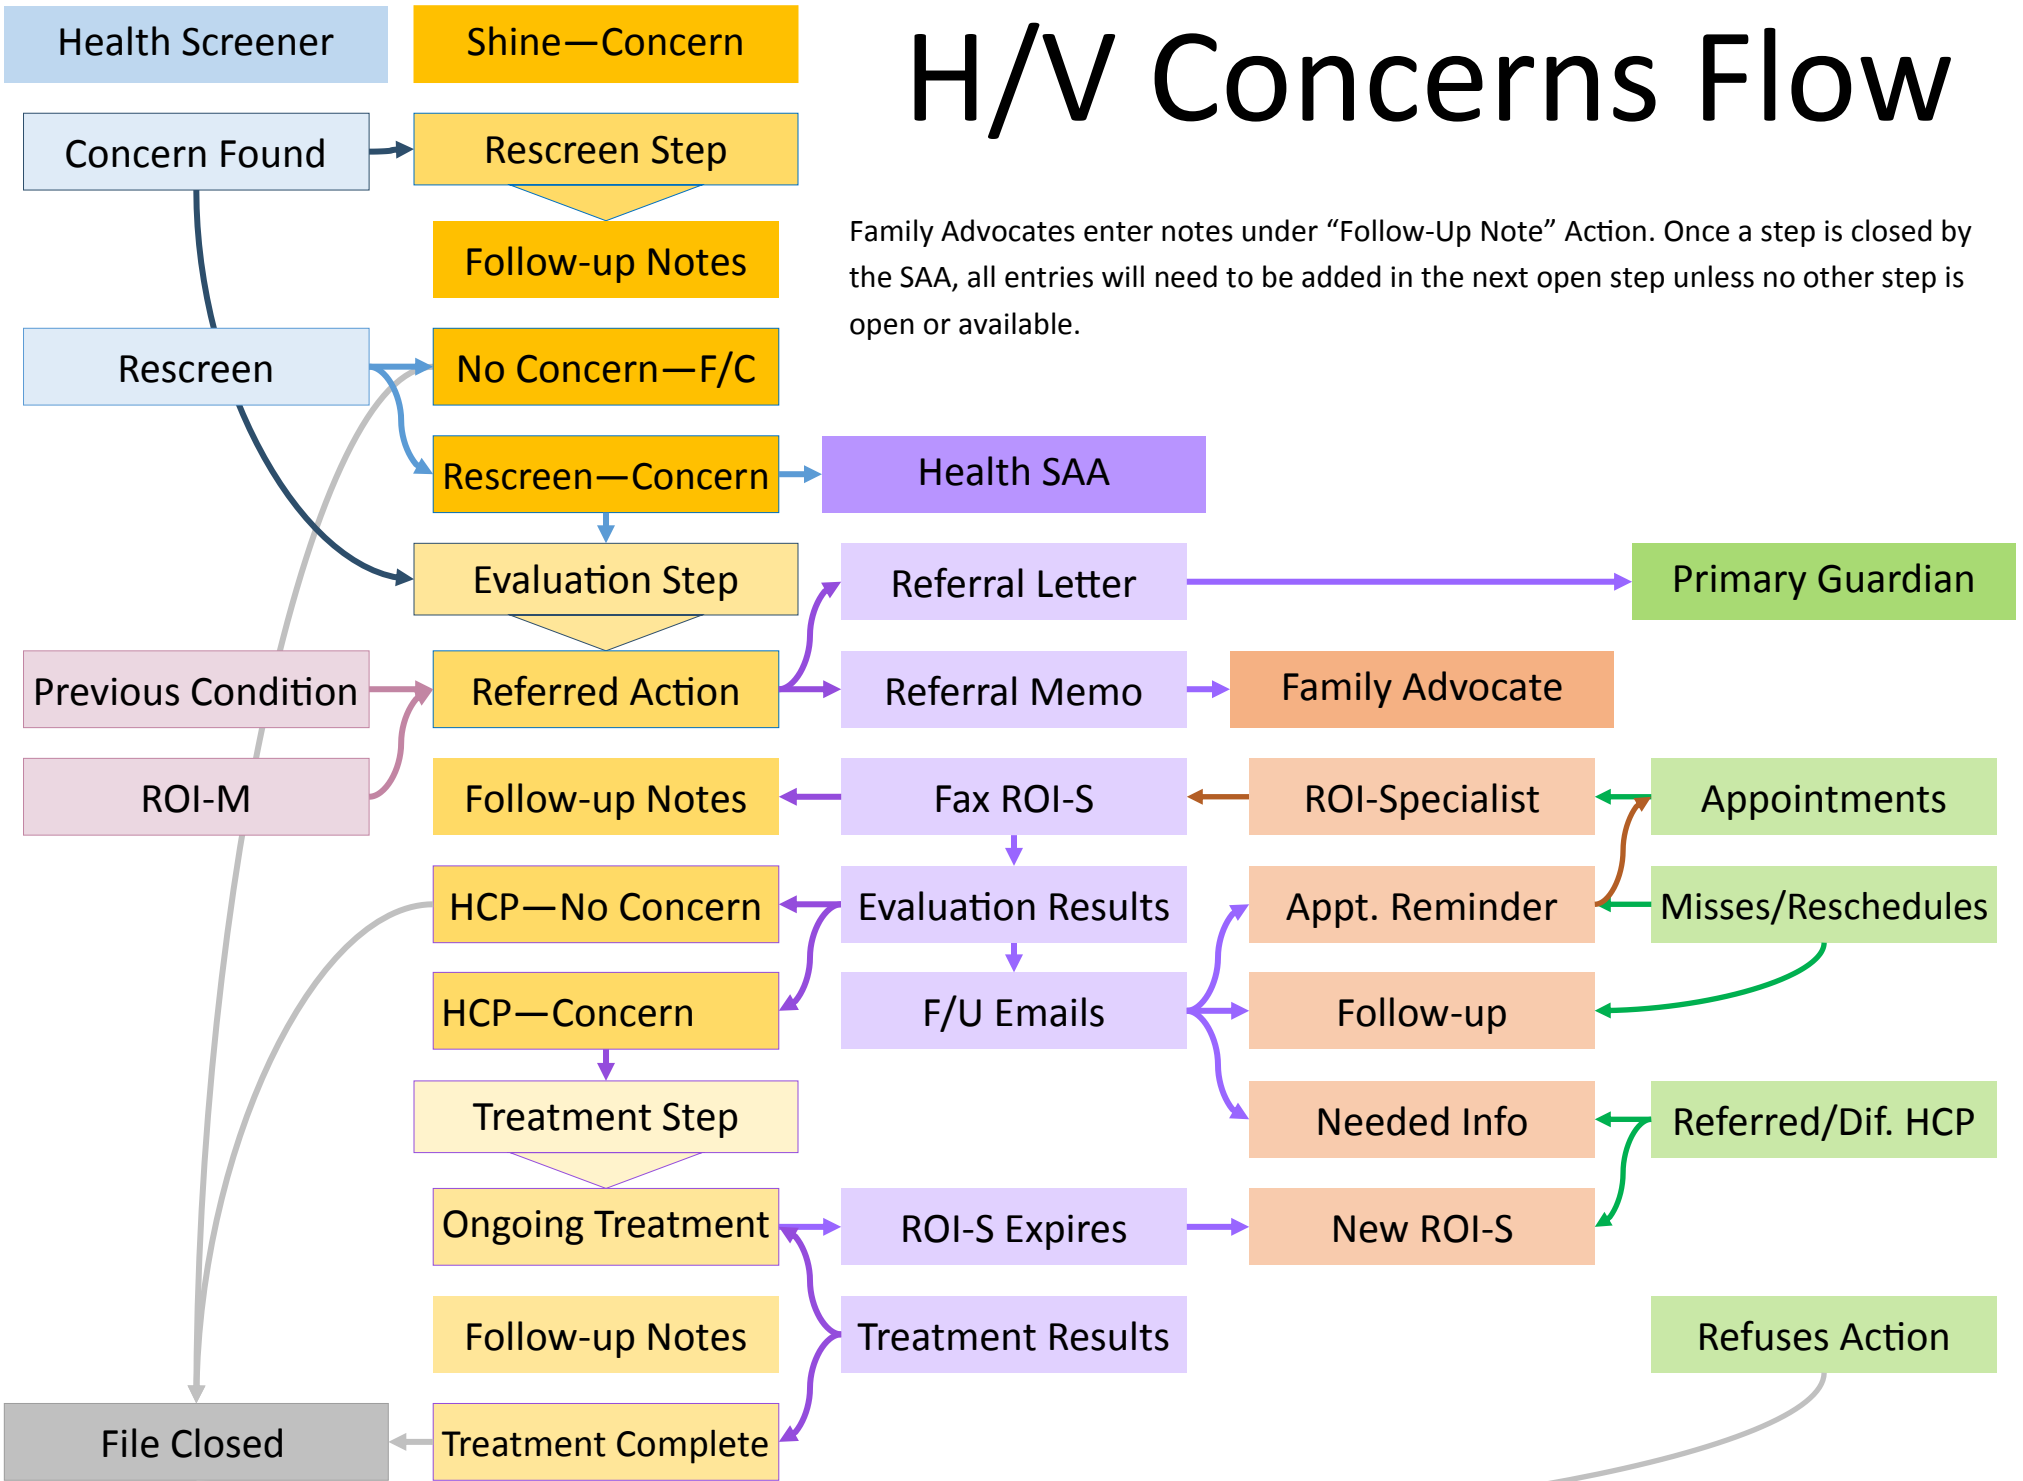 Health Screener
Shine—Concern
H/V Concerns Flow
Concern Found
Rescreen Step
Follow-up Notes
Family Advocates enter notes under “Follow-Up Note” Action. Once a step is closed by
the SAA, all entries will need to be added in the next open step unless no other step is
open or available.
Rescreen
No Concern—F/C
Rescreen—Concern
Health SAA
Evaluation Step
Referral Letter
Primary Guardian
Previous Condition
Referred Action
Referral Memo
Family Advocate
ROI-M
Follow-up Notes
Fax ROI-S
ROI-Specialist
Appointments
HCP—No Concern
Evaluation Results
Appt. Reminder
Misses/Reschedules
HCP—Concern
F/U Emails
Follow-up
Treatment Step
Needed Info
Referred/Dif. HCP
Ongoing Treatment
ROI-S Expires
New ROI-S
Follow-up Notes
Treatment Results
Refuses Action
File Closed
Treatment Complete